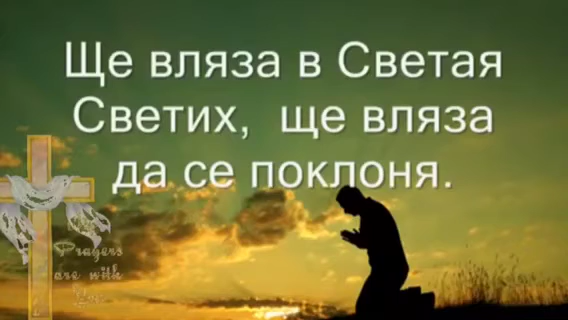 Ще вляза в Светая
Светих, ще вляза
да се поклоня.
Prayers
are with